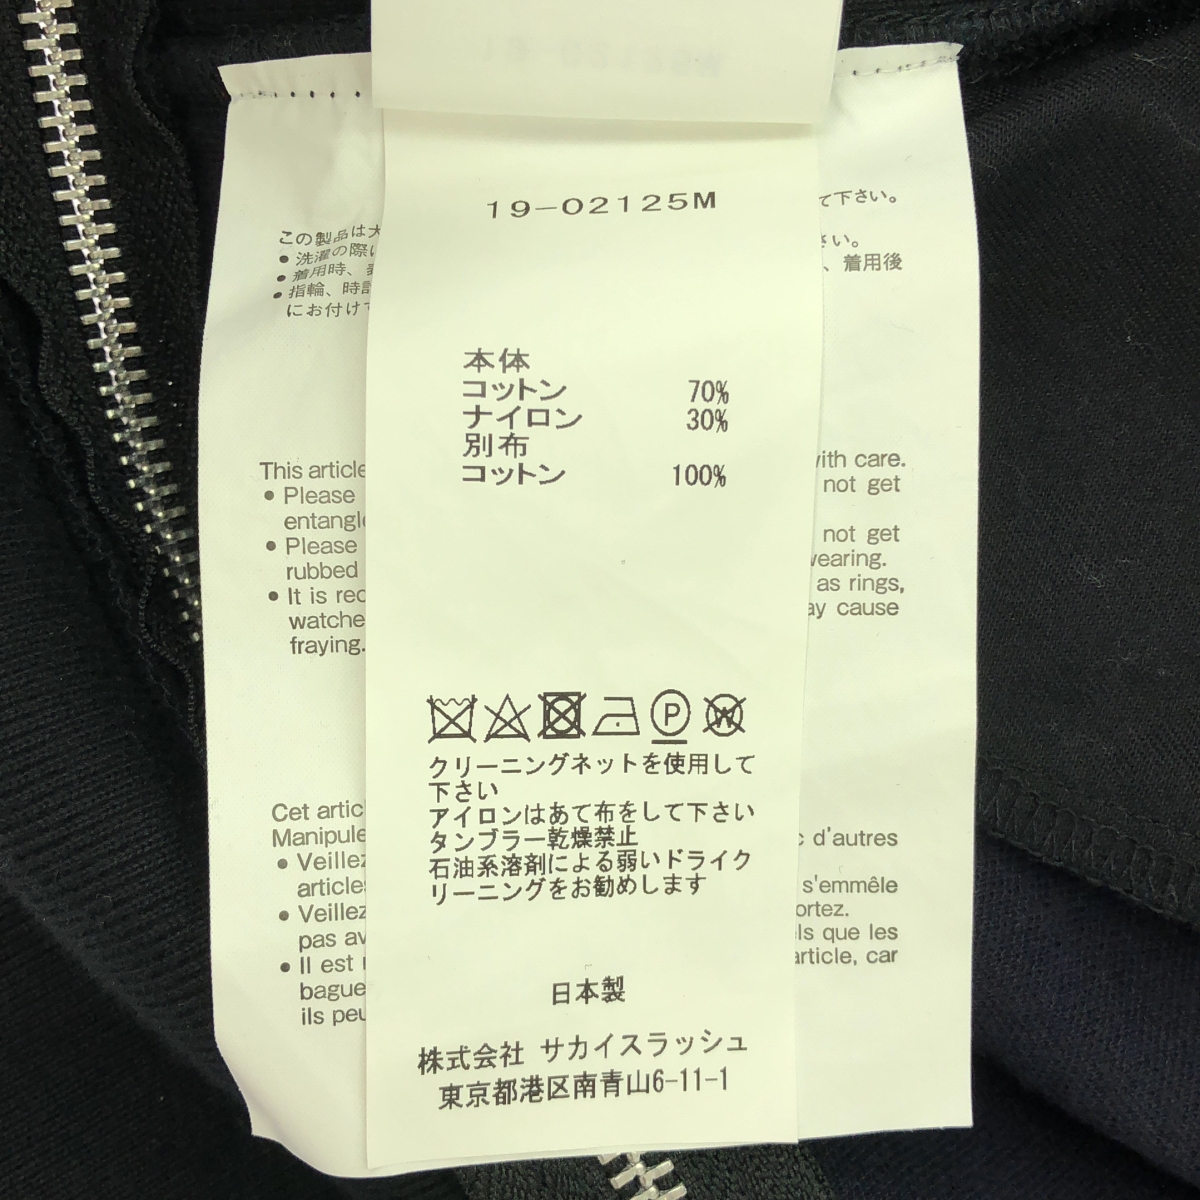 19-02125M
本体
コットン 70%
ナイロン 30%
別布
コットン 100%
P
W
クリーニングネットを使用して
下さい
アイロンはあて布をして下さい
タンブラー乾燥禁止
石油系溶剤による弱いドライク
リーニングをお勧めします
日本製
株式会社 サカイスラッシュ
東京都港区南青山6-11-1
この製品は
て下さい。
• 洗濯の際
さい。
• 着用時、
、着用後
• 指輪、時計
にお付け
This article
with care.
• Please
not get
entangle
• Please
not get
rubbed
wearing.
• It is rec
as rings,
watche
may cause
fraying.
Cet artic
Manipule
c d'autres
• Veillez
articles
s'emmêle
• Veillez
ortez.
pas av
els que les
• Il est
article, car
bague
ils peu